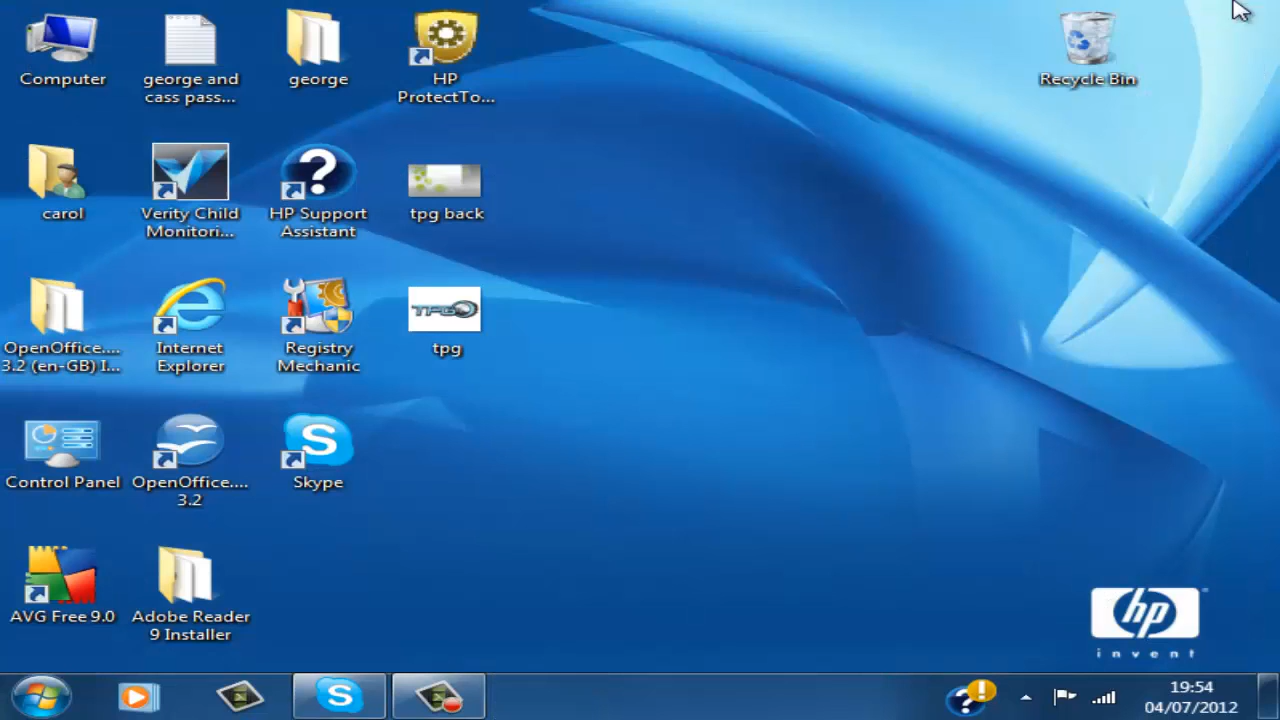 Computer
george and
cass pass...
george
HP
ProtectTo...
Recycle Bin
carol
Verity Child
Monitori...
?
HP Support
Assistant
tpg back
OpenOffice....
3.2 (en-GB) I...
Internet
Explorer
Registry
Mechanic
TPG
tpg
Control Panel
OpenOffice....
3.2
S
Skype
AVG Free 9.0
Adobe Reader
9 Installer
hp
invent
S
?
!
19:54
04/07/2012